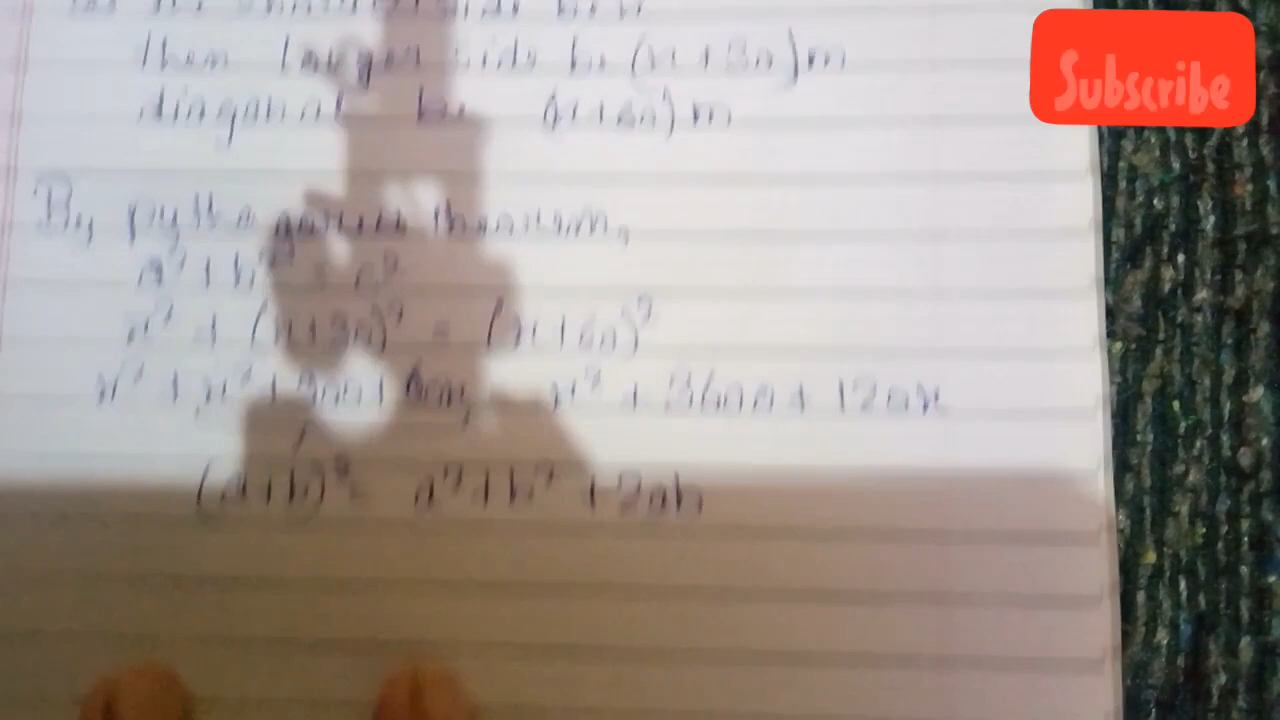 Then larger side be (x+30)m
diagonal be (x+60)m
Subscribe
By pythagoras theorem,
a²+b² = c²
x² + (x+30)² = (x+60)²
x² + x² + 900 + 60x x² + 3600 + 120x
(a+b)² = a²+b² +2ab